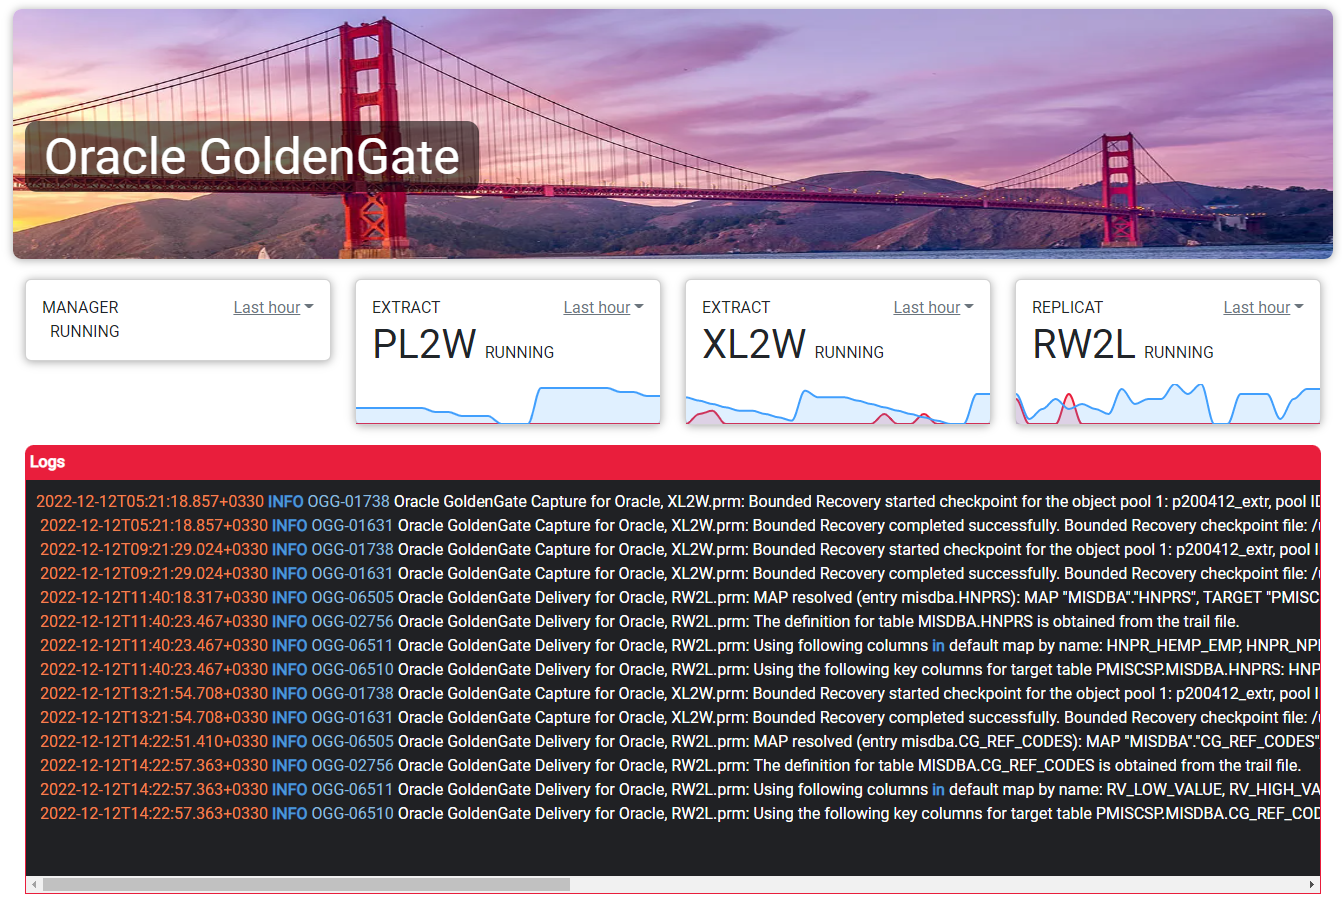 Oracle GoldenGate
MANAGER Last hour
RUNNING
EXTRACT Last hour
PL2W RUNNING
EXTRACT Last hour
XL2W RUNNING
REPLICAT Last hour
RW2L RUNNING
Logs
2022-12-12T05:21:18.857+0330 INFO OGG-01738 Oracle GoldenGate Capture for Oracle, XL2W.prm: Bounded Recovery started checkpoint for the object pool 1: p200412_extr, pool
2022-12-12T05:21:18.857+0330 INFO OGG-01631 Oracle GoldenGate Capture for Oracle, XL2W.prm: Bounded Recovery completed successfully. Bounded Recovery checkpoint file:
2022-12-12T09:21:29.024+0330 INFO OGG-01738 Oracle GoldenGate Capture for Oracle, XL2W.prm: Bounded Recovery started checkpoint for the object pool 1: p200412_extr, pool
2022-12-12T09:21:29.024+0330 INFO OGG-01631 Oracle GoldenGate Capture for Oracle, XL2W.prm: Bounded Recovery completed successfully. Bounded Recovery checkpoint file:
2022-12-12T11:40:18.317+0330 INFO OGG-06505 Oracle GoldenGate Delivery for Oracle, RW2L.prm: MAP resolved (entry misdba.HNPRS): MAP "MISDBA"."HNPRS", TARGET "PMISC
2022-12-12T11:40:23.467+0330 INFO OGG-02756 Oracle GoldenGate Delivery for Oracle, RW2L.prm: The definition for table MISDBA.HNPRS is obtained from the trail file.
2022-12-12T11:40:23.467+0330 INFO OGG-06511 Oracle GoldenGate Delivery for Oracle, RW2L.prm: Using following columns in default map by name: HNPR_HEMP_EMP, HNPR_NP
2022-12-12T11:40:23.467+0330 INFO OGG-06510 Oracle GoldenGate Delivery for Oracle, RW2L.prm: Using the following key columns for target table PMISCSP.MISDBA.HNPRS: HNP
2022-12-12T13:21:54.708+0330 INFO OGG-01738 Oracle GoldenGate Capture for Oracle, XL2W.prm: Bounded Recovery started checkpoint for the object pool 1: p200412_extr, pool
2022-12-12T13:21:54.708+0330 INFO OGG-01631 Oracle GoldenGate Capture for Oracle, XL2W.prm: Bounded Recovery completed successfully. Bounded Recovery checkpoint file:
2022-12-12T14:22:51.410+0330 INFO OGG-06505 Oracle GoldenGate Delivery for Oracle, RW2L.prm: MAP resolved (entry misdba.CG_REF_CODES): MAP "MISDBA"."CG_REF_CODES"
2022-12-12T14:22:57.363+0330 INFO OGG-02756 Oracle GoldenGate Delivery for Oracle, RW2L.prm: The definition for table MISDBA.CG_REF_CODES is obtained from the trail file.
2022-12-12T14:22:57.363+0330 INFO OGG-06511 Oracle GoldenGate Delivery for Oracle, RW2L.prm: Using following columns in default map by name: RV_LOW_VALUE, RV_HIGH_VA
2022-12-12T14:22:57.363+0330 INFO OGG-06510 Oracle GoldenGate Delivery for Oracle, RW2L.prm: Using the following key columns for target table PMISCSP.MISDBA.CG_REF_COD